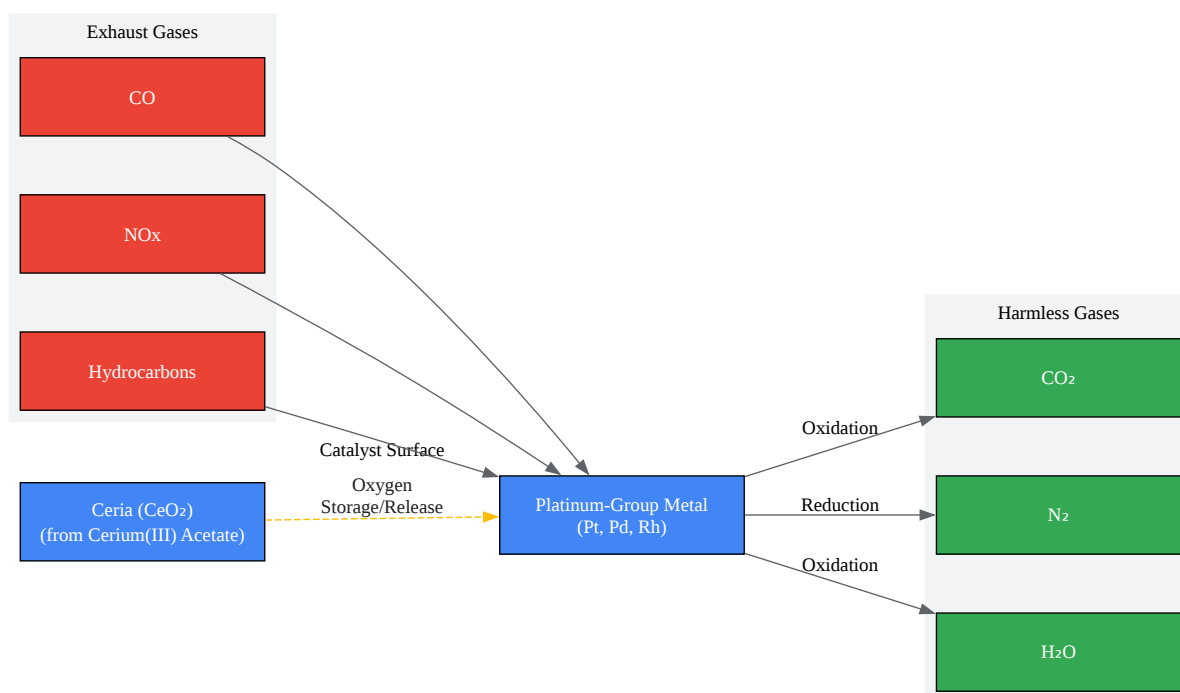 Exhaust Gases
CO
NOx
Hydrocarbons
Catalyst Surface
Oxygen
Storage/Release
Ceria (CeO₂)
(from Cerium(III) Acetate)
Platinum-Group Metal
(Pt, Pd, Rh)
Oxidation
Reduction
Oxidation
Harmless Gases
CO₂
N₂
H₂O